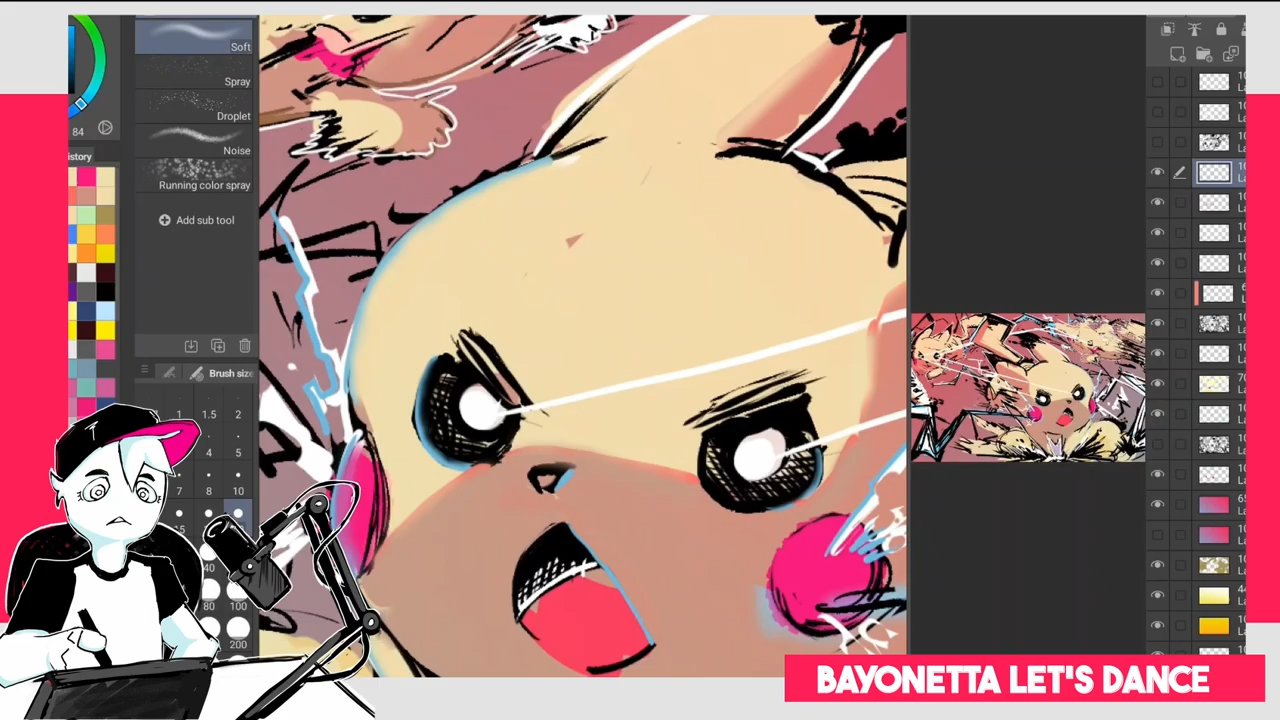 Soft
Spray
84
Droplet
Noise
Running color spray
Add sub tool
Brush size
1 1.5 2
4 5
7 8 10
15
40
80 100
200
BAYONETTA LET'S DANCE